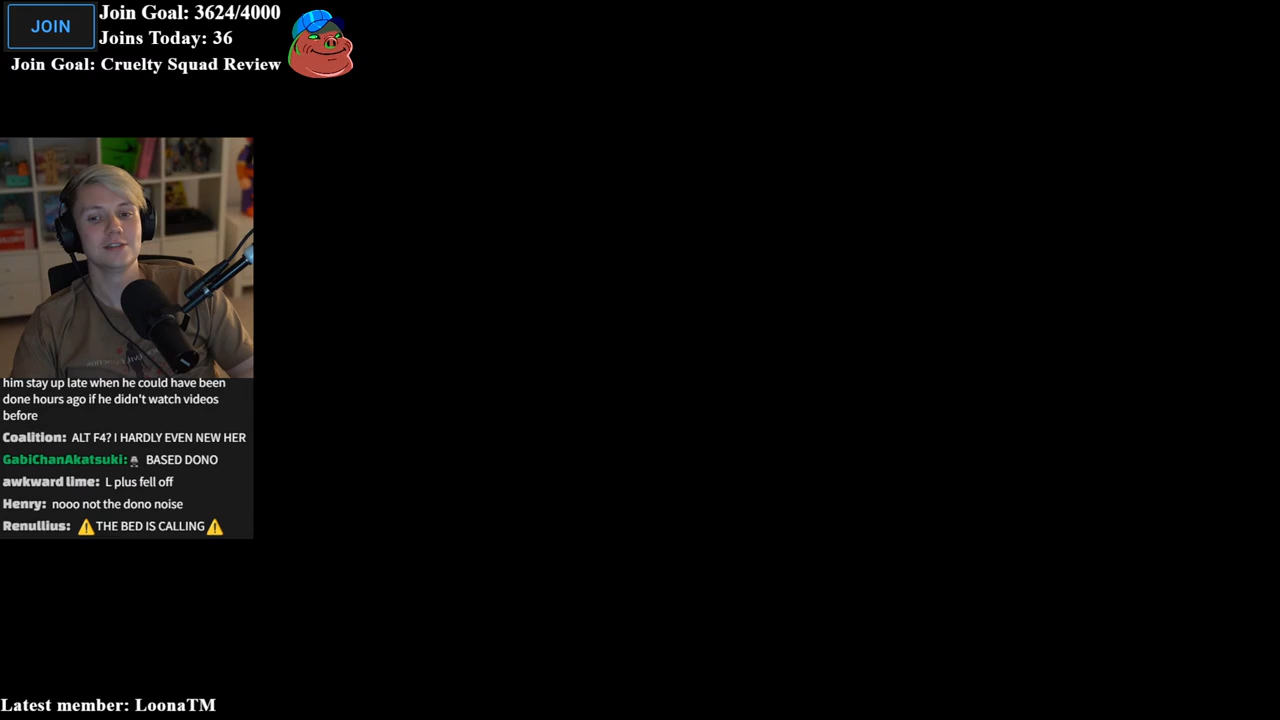 JOIN
Join Goal: 3624/4000
Joins Today: 36
Join Goal: Cruelty Squad Review
him stay up late when he could have been
done hours ago if he didn't watch videos
before
Coalition: ALT F4? I HARDLY EVEN NEW HER
GabiChanAkatsuki: BASED DONO
awkward lime: L plus fell off
Henry: nooo not the dono noise
Renullius: ⚠️THE BED IS CALLING⚠️
Latest member: LoonaTM